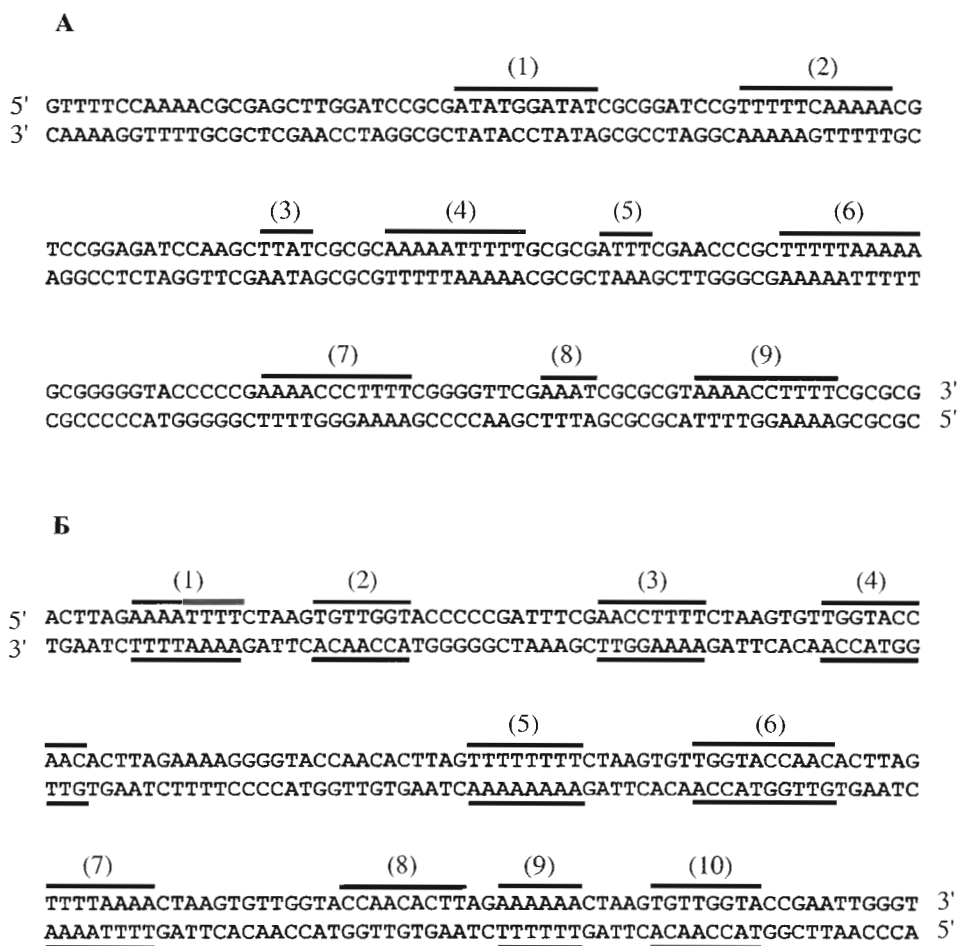 А
(1) (2)
5' GTTTTCCAAAACGCGAGCTTGGATCCGCGATATGGATATCGCGGATCCGTTTTTCAAAAACG
3' CAAAAGGTTTTGCGCTCGAACCTAGGCGCTATACCTATAGCGCCTAGGCAAAAAGTTTTTGC
(3) (4) (5) (6)
TCCGGAGATCCAAGCTTATCGCGCAAAAATTTTTGCGCGATTTCGAACCCGCTTTTTAAAAA
AGGCCTCTAGGTTCGAATAGCGCGTTTTTAAAAACGCGCTAAAGCTTGGGCGAAAAATTTTT
(7) (8) (9)
GCGGGGGTACCCCCGAAAACCCTTTTCGGGGTTCGAAATCGCGCGTAAAACCTTTTCGCGCG 3'
CGCCCCCATGGGGGCTTTTGGGAAAAGCCCCAAGCTTTAGCGCGCATTTTGGAAAAGCGCGC 5'
Б
(1) (2) (3) (4)
5' ACTTAGAAAATTTTCTAAGTGTTGGTACCCCCGATTTCGAACCTTTTCTAAGTGTTGGTACC
3' TGAATCTTTTAAAAGATTCACAACCATGGGGGCTAAAGCTTGGAAAAGATTCACAACCATGG
(5) (6)
AACACTTAGAAAAGGGGTACCAACACTTAGTTTTTTTTCTAAGTGTTGGTACCAACACTTAG
TTGTGAATCTTTTCCCCATGGTTGTGAATCAAAAAAAAGATTCACAACCATGGTTGTGAATC
(7) (8) (9) (10)
TTTTAAAACTAAGTGTTGGTACCAACACTTAGAAAAAACTAAGTGTTGGTACCGAATTGGGT 3'
AAAATTTTGATTCACAACCATGGTTGTGAATCTTTTTTGATTCACAACCATGGCTTAACCCA 5'